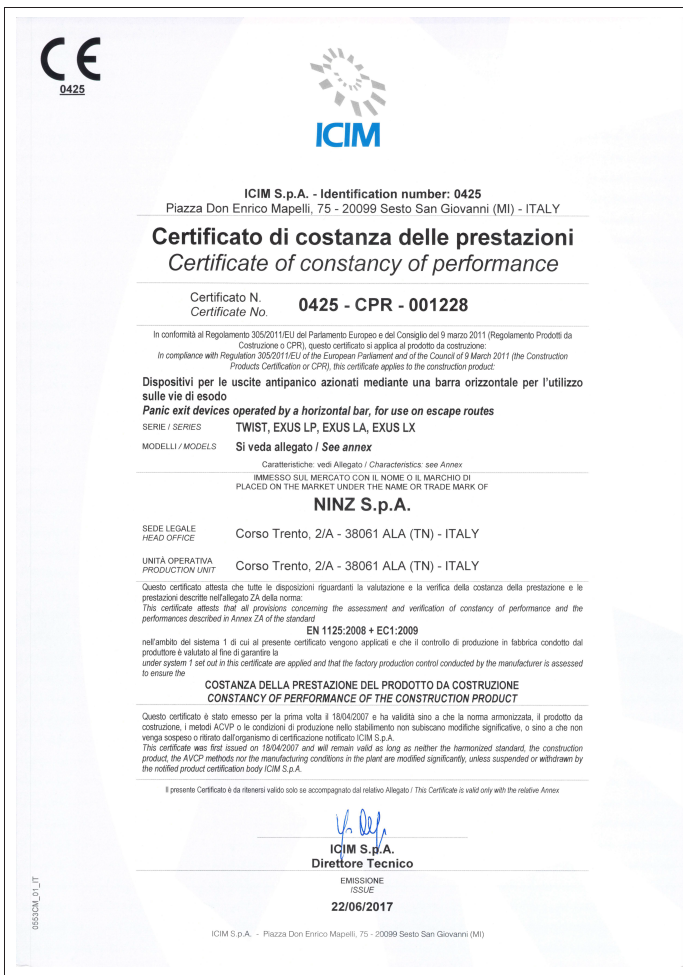 CE
0425
ICIM
ICIM S.p.A. - Identification number: 0425
Piazza Don Enrico Mapelli, 75 - 20099 Sesto San Giovanni (MI) - ITALY
Certificato di costanza delle prestazioni
Certificate of constancy of performance
Certificato N.
Certificate No.
0425 - CPR - 001228
In conformità al Regolamento 305/2011/EU del Parlamento Europeo e del Consiglio del 9 marzo 2011 (Regolamento Prodotti da
Costruzione o CPR), questo certificato si applica al prodotto da costruzione:
In compliance with Regulation 305/2011/EU of the European Parliament and of the Council of 9 March 2011 (the Construction
Products Certification or CPR), this certificate applies to the construction product:
Dispositivi per le uscite antipanico azionati mediante una barra orizzontale per l'utilizzo
sulle vie di esodo
Panic exit devices operated by a horizontal bar, for use on escape routes
SERIE / SERIES TWIST, EXUS LP, EXUS LA, EXUS LX
MODELLI / MODELS Si veda allegato / See annex
Caratteristiche: vedi Allegato / Characteristics: see Annex
IMMESSO SUL MERCATO CON IL NOME O IL MARCHIO DI
PLACED ON THE MARKET UNDER THE NAME OR TRADE MARK OF
NINZ S.p.A.
SEDE LEGALE
HEAD OFFICE
Corso Trento, 2/A - 38061 ALA (TN) - ITALY
UNITÀ OPERATIVA
PRODUCTION UNIT
Corso Trento, 2/A - 38061 ALA (TN) - ITALY
Questo certificato attesta che tutte le disposizioni riguardanti la valutazione e la verifica della costanza della prestazione e le
prestazioni descritte nell'allegato ZA della norma:
This certificate attests that all provisions concerning the assessment and verification of constancy of performance and the
performances described in Annex ZA of the standard
EN 1125:2008 + EC1:2009
nell'ambito del sistema 1 di cui al presente certificato vengono applicati e che il controllo di produzione in fabbrica condotto dal
produttore è valutato al fine di garantire la
under system 1 set out in this certificate are applied and that the factory production control conducted by the manufacturer is assessed
to ensure the
COSTANZA DELLA PRESTAZIONE DEL PRODOTTO DA COSTRUZIONE
CONSTANCY OF PERFORMANCE OF THE CONSTRUCTION PRODUCT
Questo certificato è stato emesso per la prima volta il 18/04/2007 e ha validità sino a che la norma armonizzata, il prodotto da
costruzione, i metodi ACVP o le condizioni di produzione nello stabilimento non subiscano modifiche significative, o sino a che non
venga sospeso o ritirato dall'organismo di certificazione notificato ICIM S.p.A.
This certificate was first issued on 18/04/2007 and will remain valid as long as neither the harmonized standard, the construction
product, the AVCP methods nor the manufacturing conditions in the plant are modified significantly, unless suspended or withdrawn by
the notified product certification body ICIM S.p.A.
Il presente Certificato è da ritenersi valido solo se accompagnato dal relativo Allegato / This Certificate is valid only with the relative Annex
ICIM S.p.A.
Direttore Tecnico
EMISSIONE
ISSUE
22/06/2017
0553CM_01_IT
ICIM S.p.A. - Piazza Don Enrico Mapelli, 75 - 20099 Sesto San Giovanni (MI)